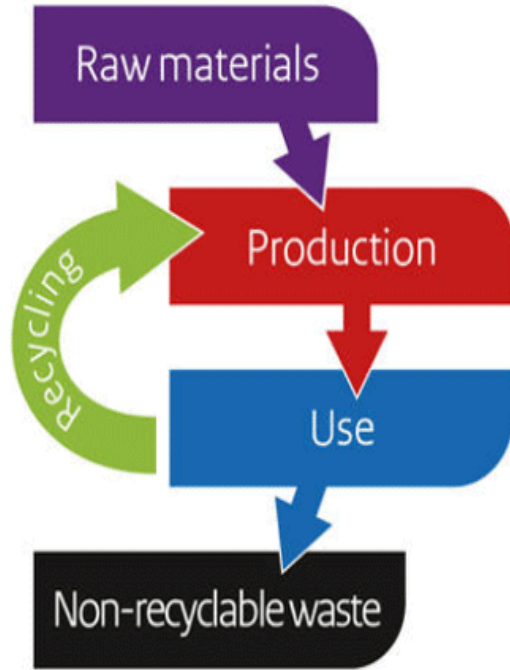 Raw materials
Production
Recycling
Use
Non-recyclable waste